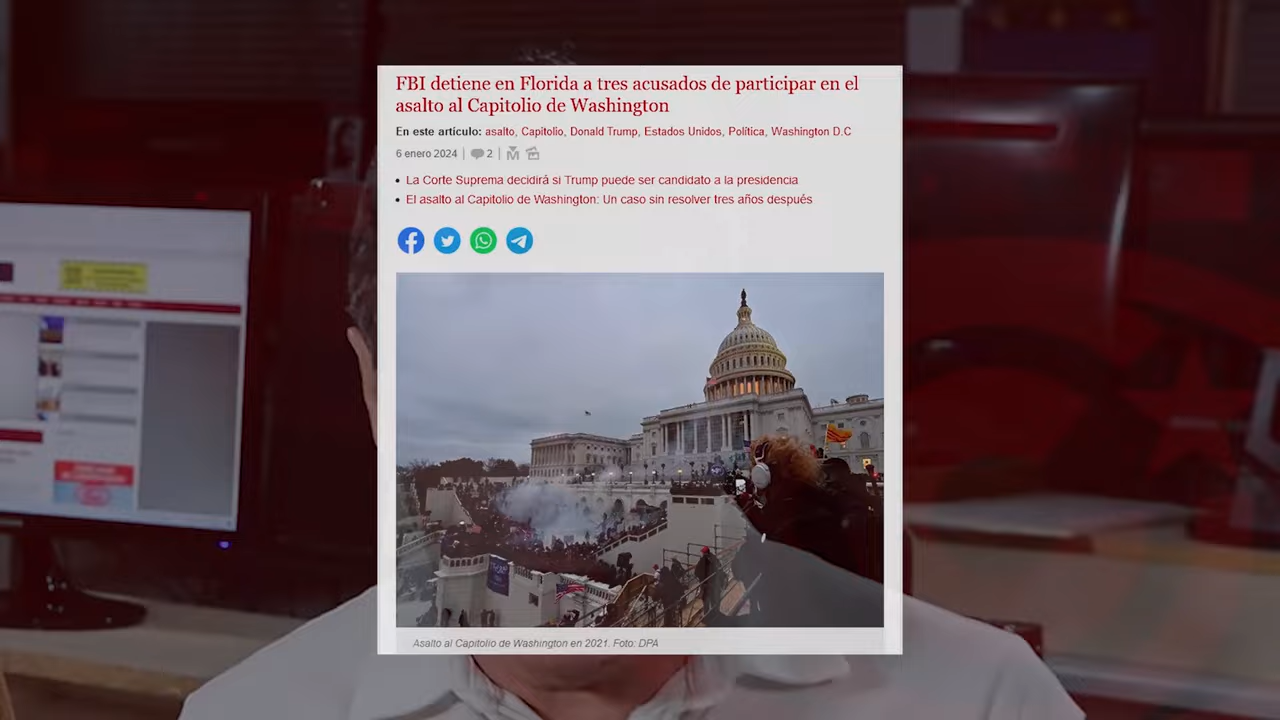 FBI detiene en Florida a tres acusados de participar en el
asalto al Capitolio de Washington
En este artículo: asalto, Capitolio, Donald Trump, Estados Unidos, Política, Washington D.C
6 enero 2024 | 2 |
La Corte Suprema decidirá si Trump puede ser candidato a la presidencia
El asalto al Capitolio de Washington: Un caso sin resolver tres años después
Asalto al Capitolio de Washington en 2021. Foto: DPA